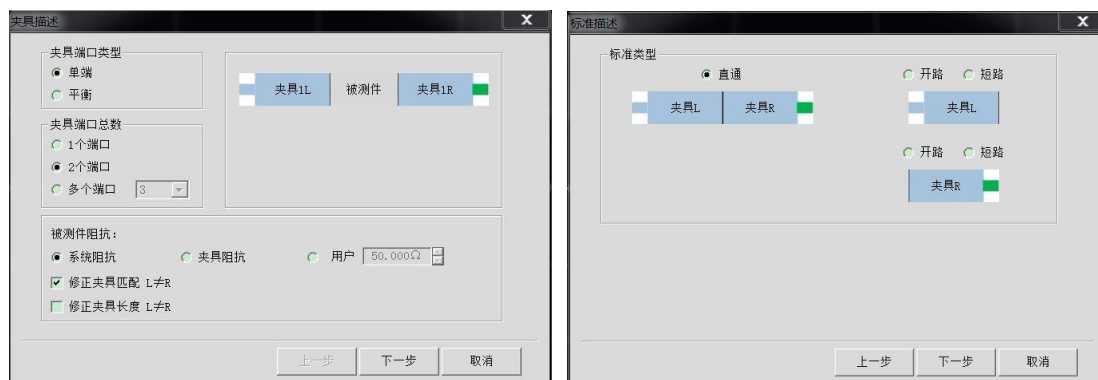 夹具描述
X
夹具端口类型
单端
平衡
夹具1L
被测件
夹具1R
夹具端口总数
1个端口
2个端口
多个端口
3
被测件阻抗:
系统阻抗
夹具阻抗
用户
50.000Ω
修正夹具匹配 L≠R
修正夹具长度 L≠R
上一步
下一步
取消
标准描述
X
标准类型
直通
开路
短路
夹具L
夹具R
夹具L
开路
短路
夹具R
上一步
下一步
取消